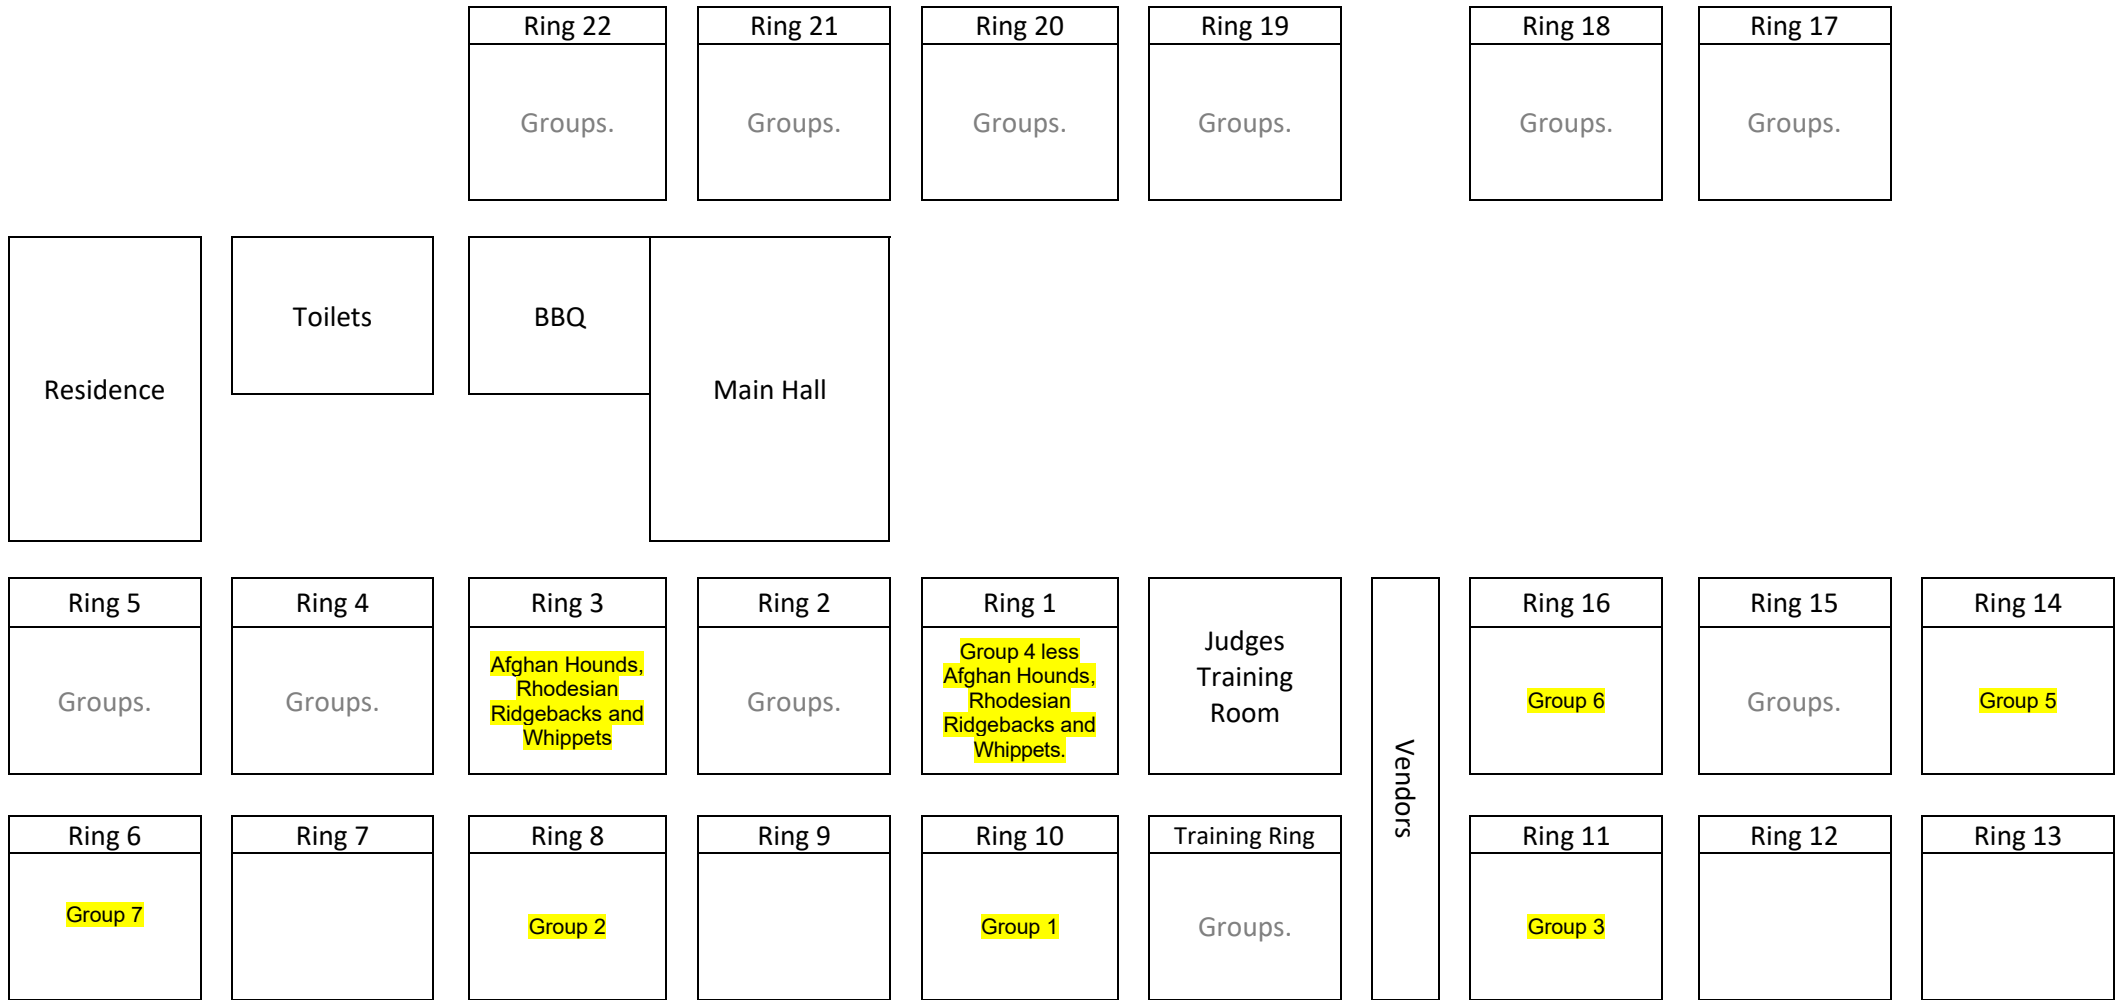 Ring 22
Ring 21
Ring 20
Ring 19
Ring 18
Ring 17
Groups.
Groups.
Groups.
Groups.
Groups.
Groups.
Residence
Toilets
BBQ
Main Hall
Ring 5
Groups.
Ring 4
Groups.
Ring 3
Afghan Hounds,
Rhodesian
Ridgebacks and
Whippets
Ring 2
Groups.
Ring 1
Group 4 less
Afghan Hounds,
Rhodesian
Ridgebacks and
Whippets.
Judges
Training
Room
Vendors
Ring 16
Group 6
Ring 15
Groups.
Ring 14
Group 5
Ring 6
Group 7
Ring 7
Ring 8
Group 2
Ring 9
Ring 10
Group 1
Training Ring
Groups.
Ring 11
Group 3
Ring 12
Ring 13